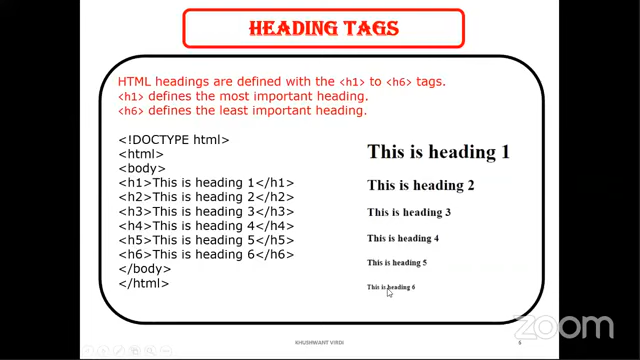 HEADING TAGS
HTML headings are defined with the <h1> to <h6> tags.
<h1> defines the most important heading.
<h6> defines the least important heading.
<!DOCTYPE html>
<html>
<body>
<h1>This is heading 1</h1>
<h2>This is heading 2</h2>
<h3>This is heading 3</h3>
<h4>This is heading 4</h4>
<h5>This is heading 5</h5>
<h6>This is heading 6</h6>
</body>
</html>
This is heading 1
This is heading 2
This is heading 3
This is heading 4
This is heading 5
This is heading 6
zoom
KHUSHWANT VIRDI
5